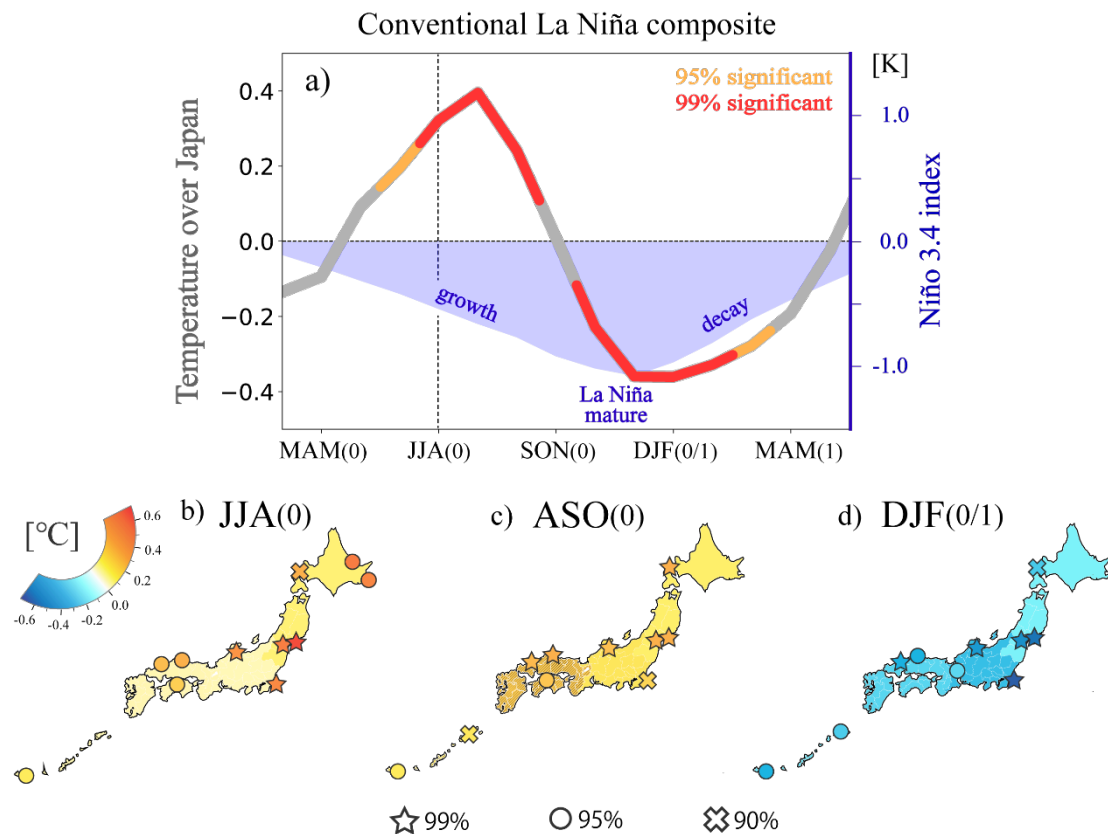 Conventional La Niña composite
a)
95% significant
99% significant
[K]
Temperature over Japan
0.4
0.2
0.0
−0.2
−0.4
1.0
0.0
-1.0
Niño 3.4 index
growth
decay
La Niña
mature
MAM(0)
JJA(0)
SON(0)
DJF(0/1)
MAM(1)
b) JJA(0)
c) ASO(0)
d) DJF(0/1)
[°C]
0.6
0.4
0.2
0.0
-0.2
-0.4
-0.6
99%
95%
90%